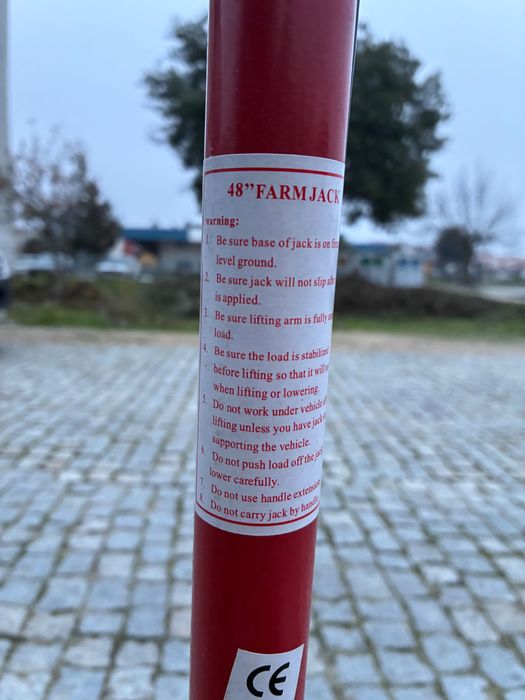 48" FARM JACK
warning:
1. Be sure base of jack is on firm
level ground.
2. Be sure jack will not slip after
is applied.
3. Be sure lifting arm is fully
load.
4. Be sure the load is stabilized
before lifting so that it will
when lifting or lowering.
5. Do not work under vehicle
lifting unless you have jack
supporting the vehicle.
6. Do not push load off the jack
lower carefully.
7. Do not use handle extension
8. Do not carry jack by handle
CE